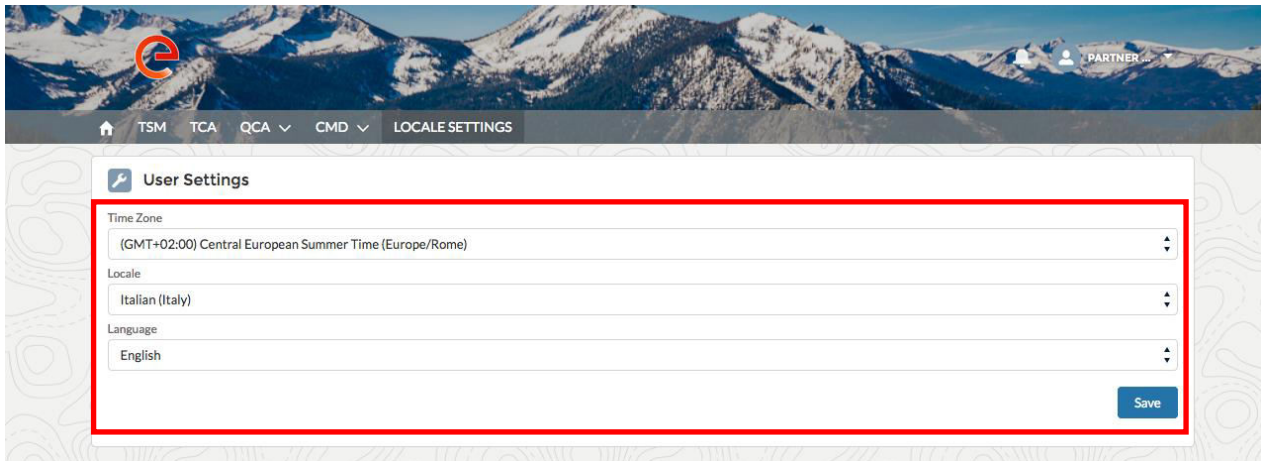 PARTNER ...
TSM TCA QCA CMD LOCALE SETTINGS
User Settings
Time Zone
(GMT+02:00) Central European Summer Time (Europe/Rome)
Locale
Italian (Italy)
Language
English
Save